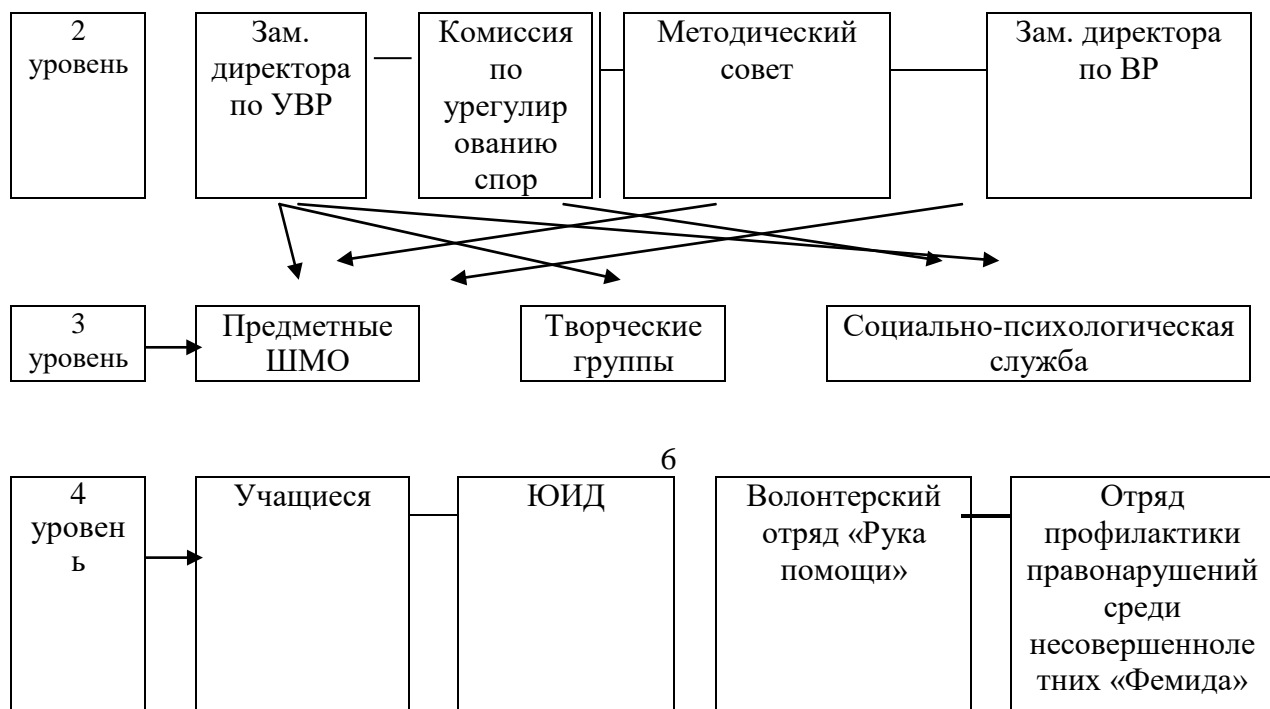 2
уровень
Зам.
директора
по УВР
Комиссия
по
урегулир
ованию
спор
Методический
совет
Зам. директора
по ВР
3
уровень
Предметные
ШМО
Творческие
группы
Социально-психологическая
служба
6
4
уровен
ь
Учащиеся
ЮИД
Волонтерский
отряд «Рука
помощи»
Отряд
профилактики
правонарушений
среди
несовершенноле
тних «Фемида»